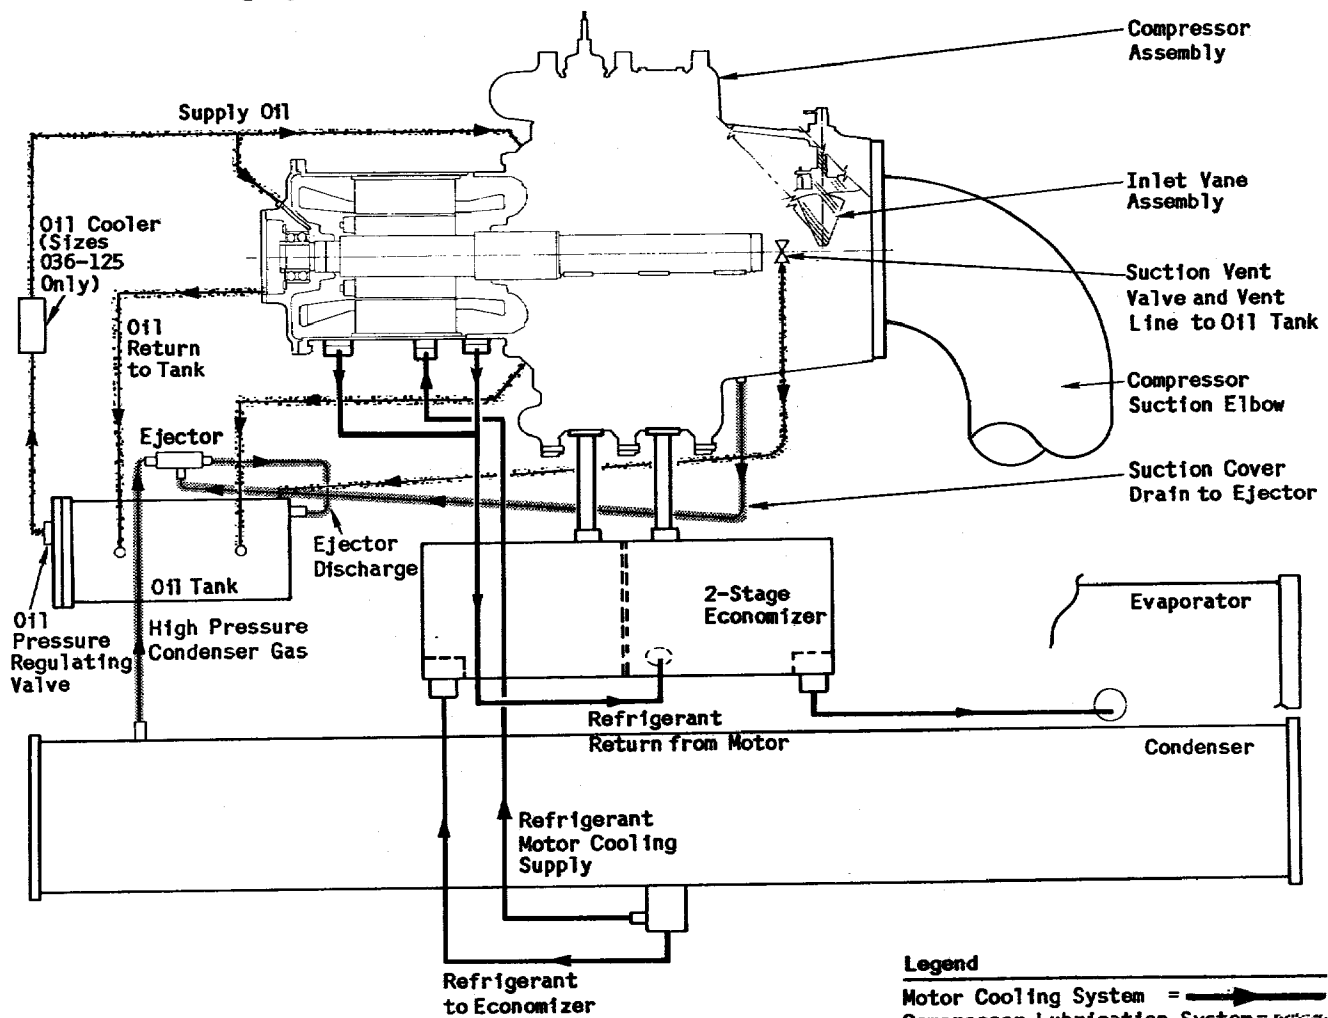 Compressor
Assembly
Supply Oil
Inlet Vane
Assembly
Oil Cooler
(Sizes
036-125
Only)
Suction Vent
Valve and Vent
Line to Oil Tank
Oil
Return
to Tank
Compressor
Suction Elbow
Ejector
Suction Cover
Drain to Ejector
Ejector
Discharge
Oil Tank
2-Stage
Economizer
Evaporator
Oil
Pressure
Regulating
Valve
High Pressure
Condenser Gas
Refrigerant
Return from Motor
Condenser
Refrigerant
Motor Cooling
Supply
Refrigerant
to Economizer
Legend
Motor Cooling System =
Compressor Lubrication System =